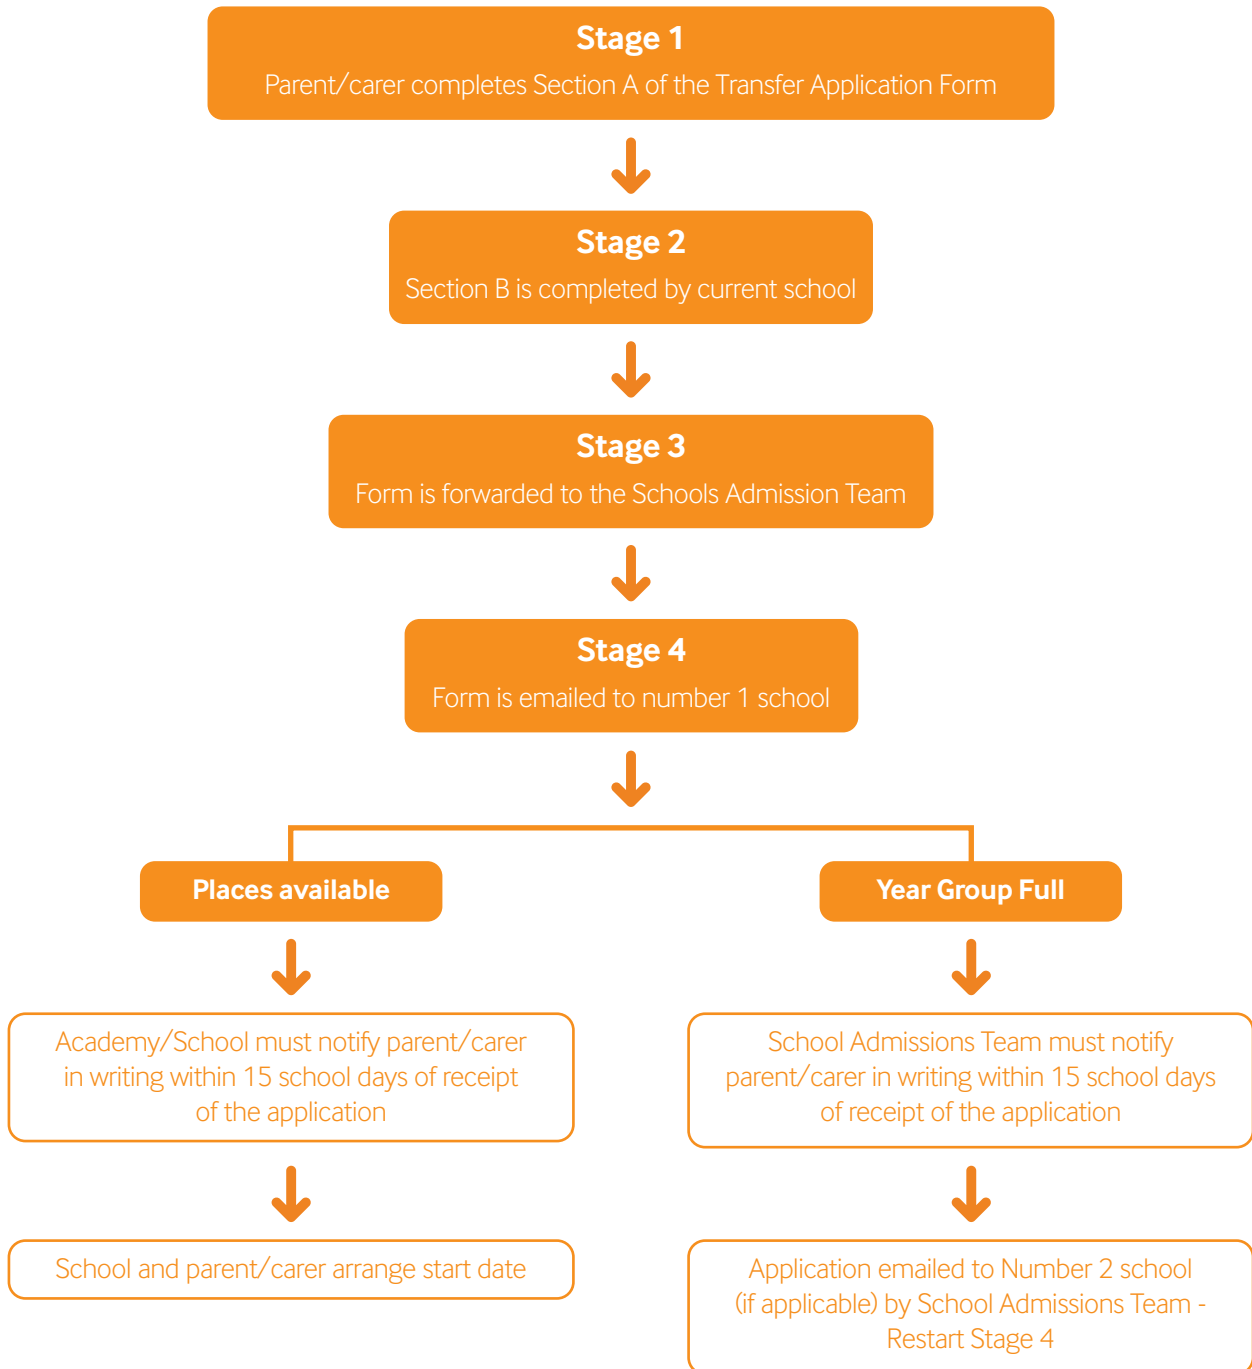 Stage 1
Parent/carer completes Section A of the Transfer Application Form
Stage 2
Section B is completed by current school
Stage 3
Form is forwarded to the Schools Admission Team
Stage 4
Form is emailed to number 1 school
Places available
Academy/School must notify parent/carer
in writing within 15 school days of receipt
of the application
School and parent/carer arrange start date
Year Group Full
School Admissions Team must notify
parent/carer in writing within 15 school days
of receipt of the application
Application emailed to Number 2 school
(if applicable) by School Admissions Team -
Restart Stage 4